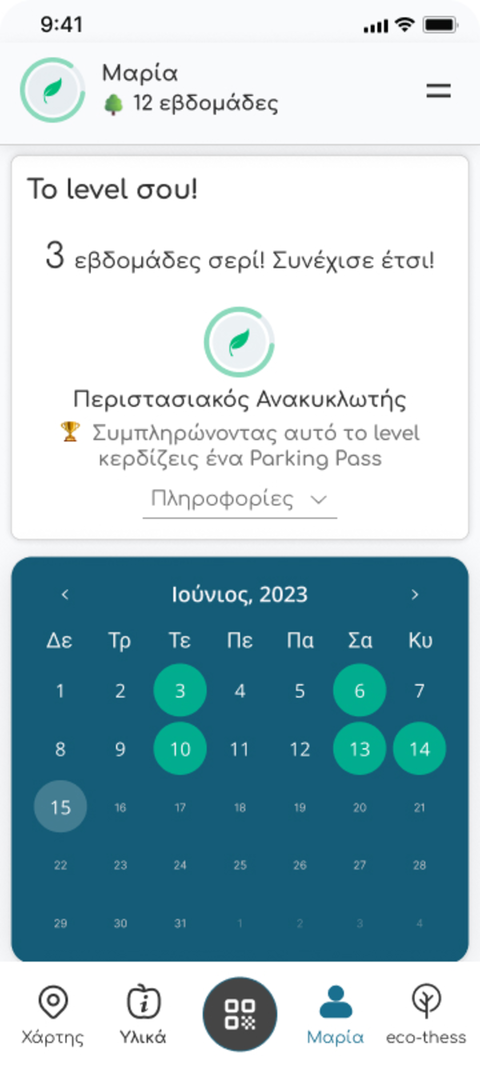 9:41
Μαρία
12 εβδομάδες
Το level σου!
3 εβδομάδες σερί! Συνέχισε έτσι!
Περιστασιακός Ανακυκλωτής
Συμπληρώνοντας αυτό το level
κερδίζεις ένα Parking Pass
Πληροφορίες
Ιούνιος, 2023
Δε Τρ Τε Πε Πα Σα Κυ
1 2 3 4 5 6 7
8 9 10 11 12 13 14
15 16 17 18 19 20 21
22 23 24 25 26 27 28
29 30 31 1 2 3 4
Χάρτης Υλικά Μαρία eco-thess